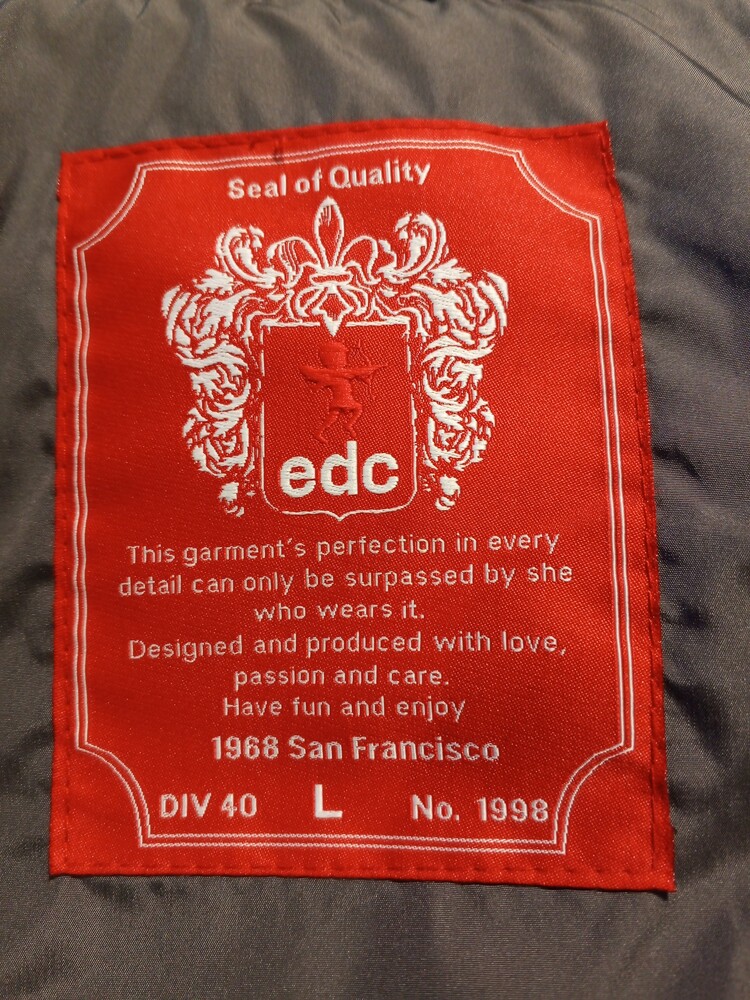 Seal of Quality
edc
This garment's perfection in every
detail can only be surpassed by she
who wears it.
Designed and produced with love,
passion and care.
Have fun and enjoy
1968 San Francisco
DIV 40 L No. 1998